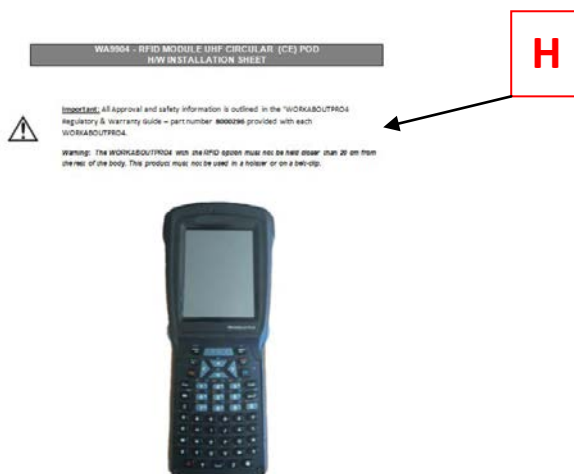 WA9904 - RFID MODULE UHF CIRCULAR (CE) POD
H/W INSTALLATION SHEET
H
Important: All Approval and safety information is outlined in the "WORKABOUTPRO4
Regulatory & Warranty Guide – part number 8000296 provided with each
WORKABOUTPRO4.
Warning: The WORKABOUTPRO4 with the RFID option must not be held closer than 20 cm from
the rest of the body. This product must not be used in a holster or on a belt-clip.